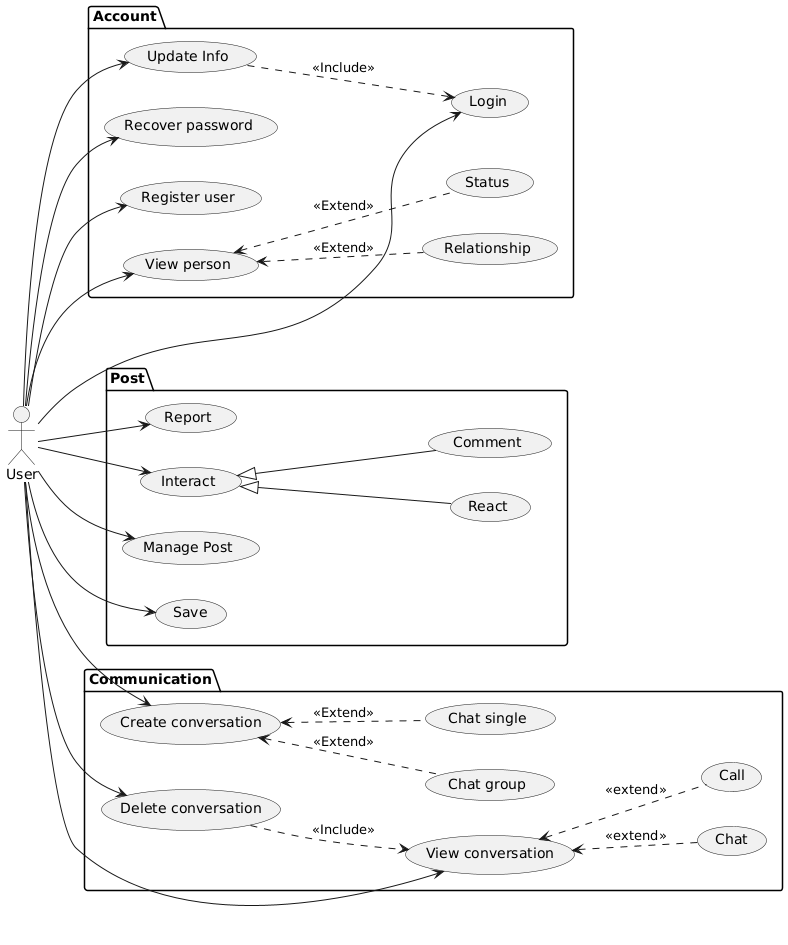 Account
Update Info
«Include»
Login
Recover password
Status
Register user
«Extend»
«Extend»
Relationship
View person
Post
Report
Comment
User
Interact
React
Manage Post
Save
Communication
Create conversation
«Extend»
Chat single
«Extend»
Chat group
Call
«extend»
Delete conversation
«Include»
«extend»
Chat
View conversation